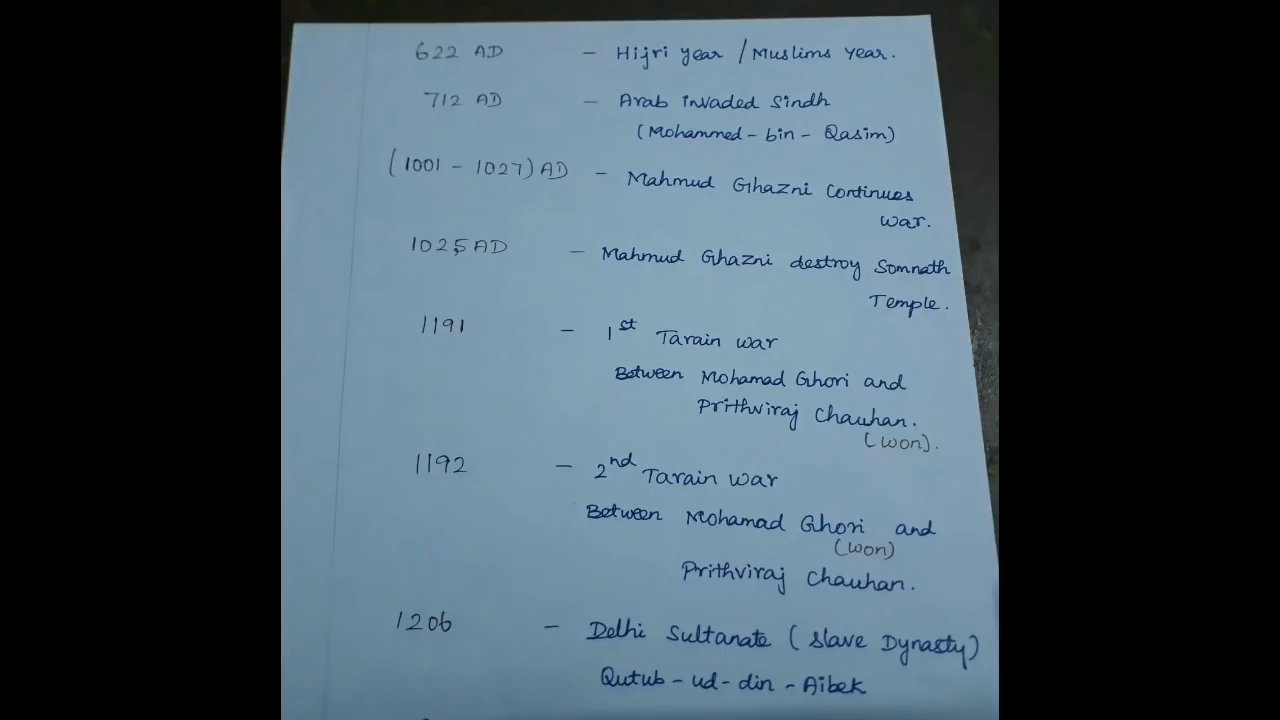 622 AD - Hijri year / Muslims year.
712 AD - Arab invaded Sindh
(Mohammed - bin - Qasim)
(1001 - 1027) AD - Mahmud Ghazni continues
war.
1025 AD - Mahmud Ghazni destroy Somnath
Temple.
1191 - 1st Tarain war
Between Mohamad Ghori and
Prithviraj Chauhan.
(won).
1192 - 2nd Tarain war
Between Mohamad Ghori and
(won)
Prithviraj Chauhan.
1206 - Delhi Sultanate (Slave Dynasty)
Qutub - ud - din - Aibek